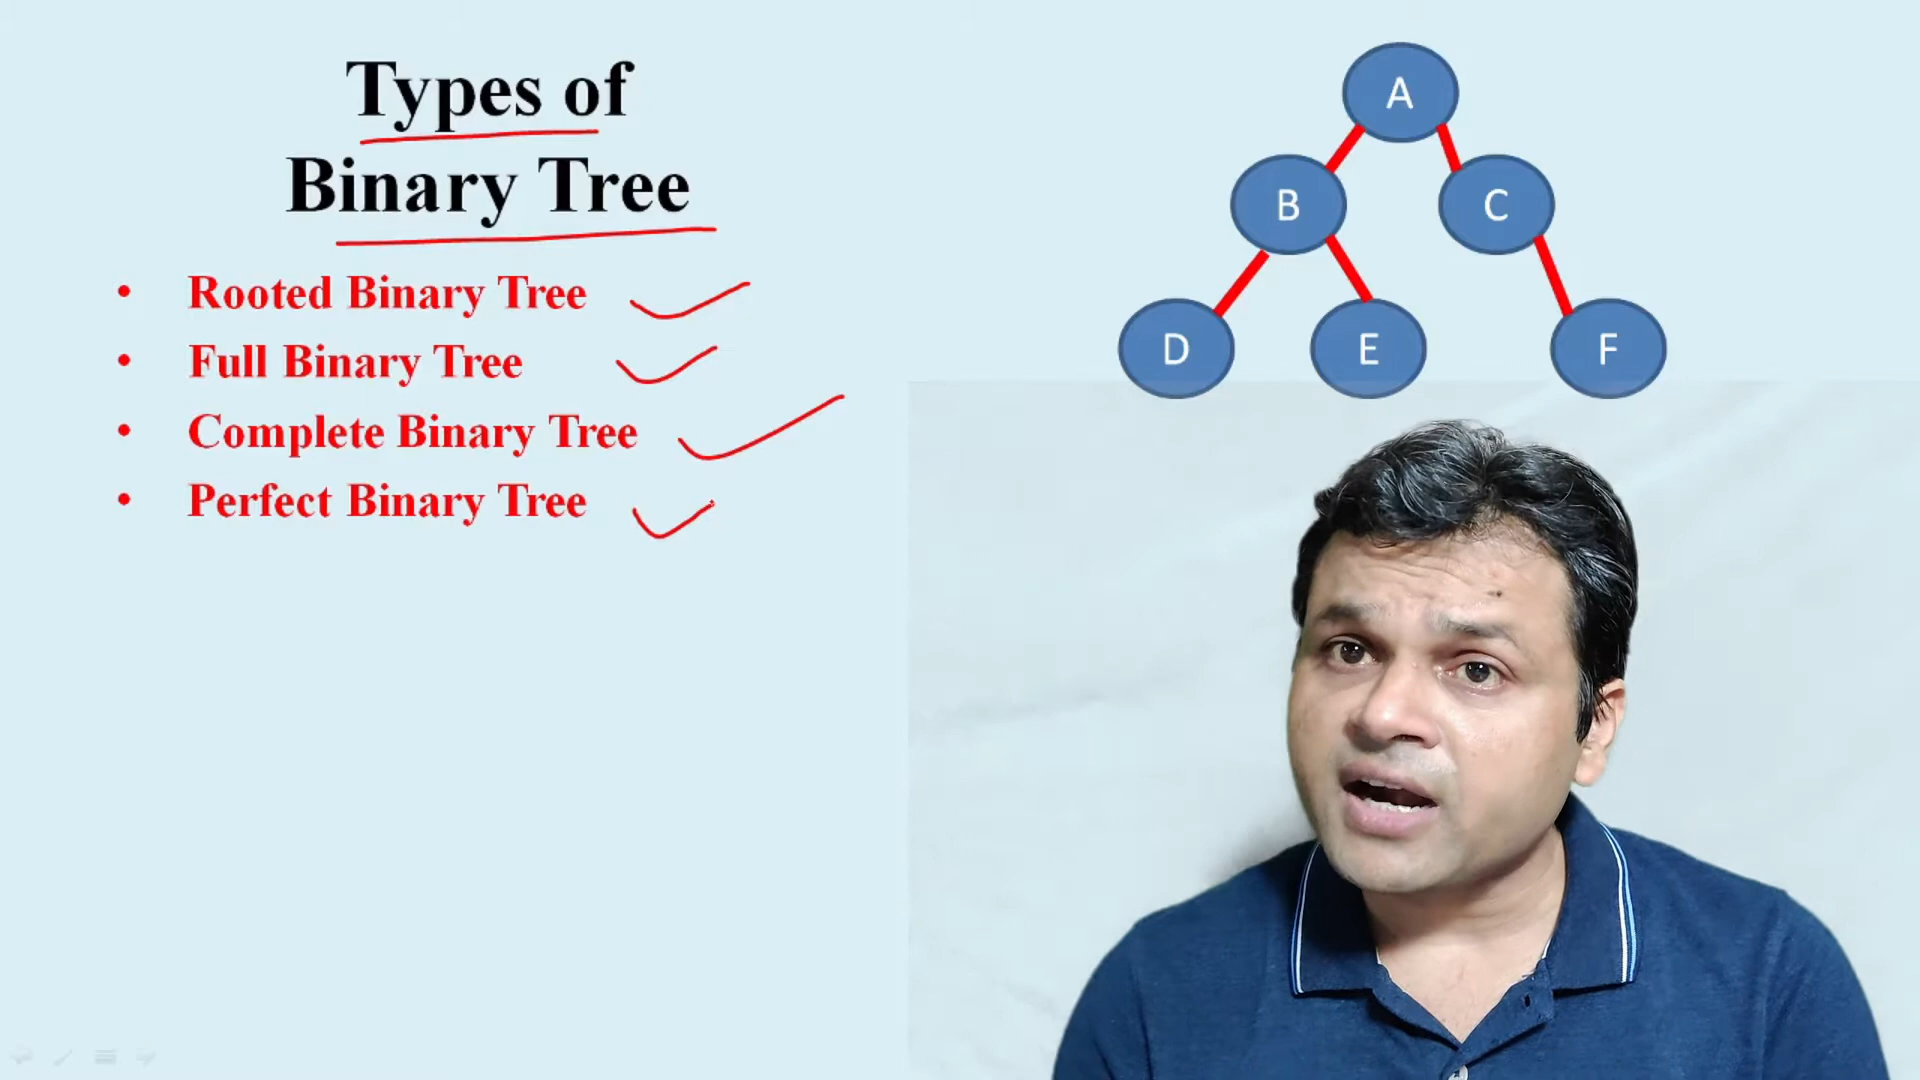 Types of
Binary Tree
• Rooted Binary Tree
• Full Binary Tree
• Complete Binary Tree
• Perfect Binary Tree
A
B C
D E F